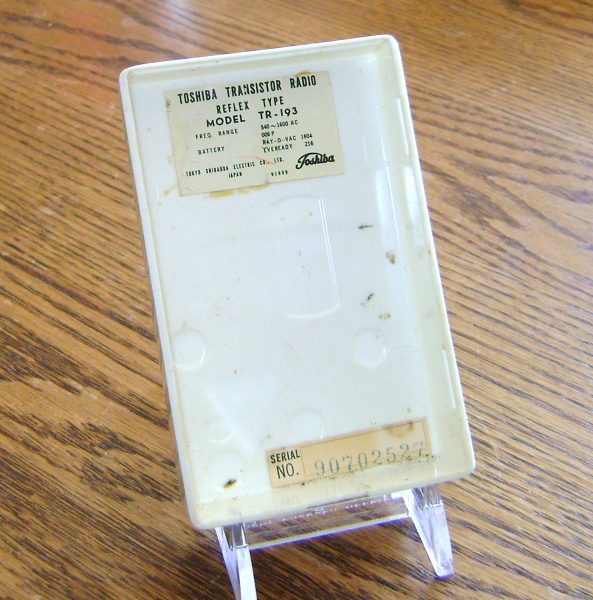 TOSHIBA TRANSISTOR RADIO
REFLEX TYPE
MODEL TR-193
FREQ. RANGE 540~1600 KC
BATTERY 006P
RAY-O-VAC 1604
EVEREADY 216
TOKYO SHIBAURA ELECTRIC CO., LTD. Toshiba
JAPAN
SERIAL
NO. 90702527